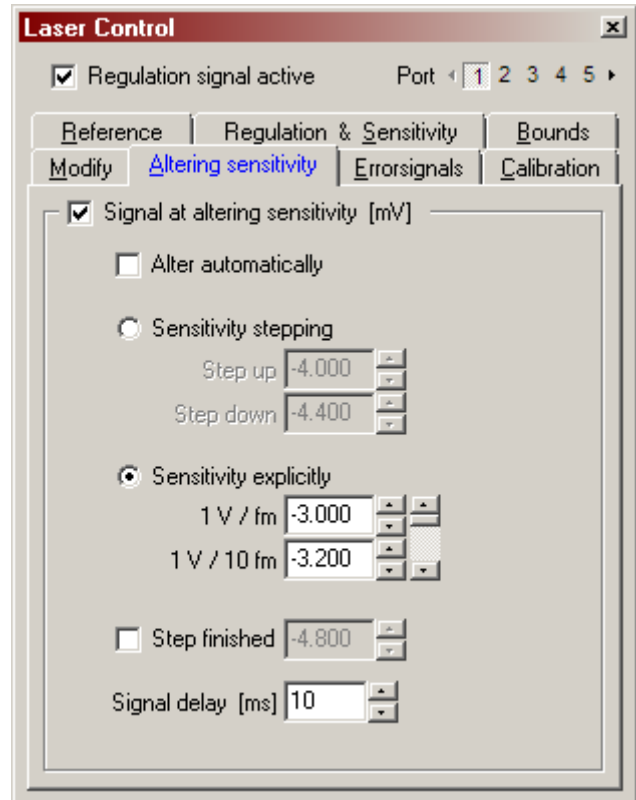 Laser Control
Regulation signal active Port 1 2 3 4 5
Reference Regulation & Sensitivity Bounds
Modify Altering sensitivity Errorsignals Calibration
Signal at altering sensitivity [mV]
Alter automatically
Sensitivity stepping
Step up -4.000
Step down -4.400
Sensitivity explicitly
1 V / fm -3.000
1 V / 10 fm -3.200
Step finished -4.800
Signal delay [ms] 10